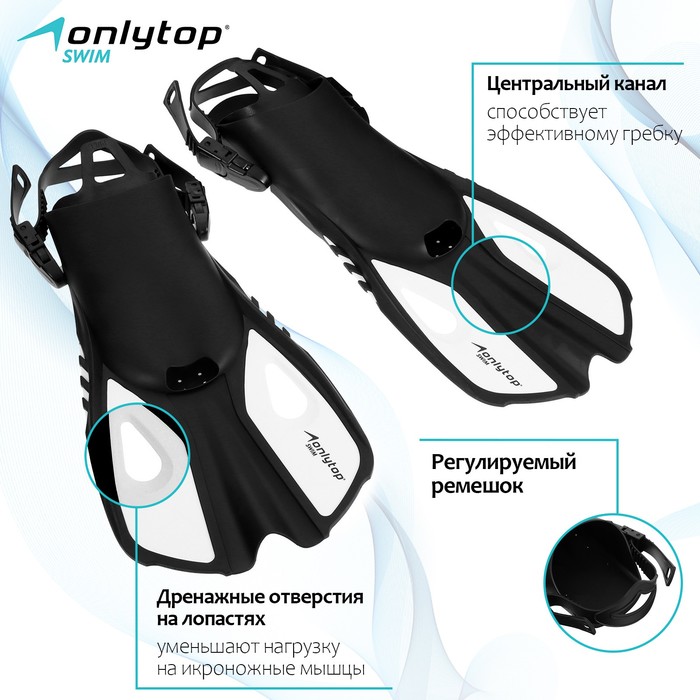 onlytop®
SWIM
Центральный канал
способствует
эффективному гребку
onlytop
SWIM
onlytop
SWIM
Регулируемый
ремешок
Дренажные отверстия
на лопастях
уменьшают нагрузку
на икроножные мышцы